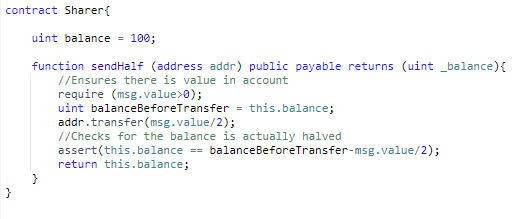 contract Sharer{
uint balance = 100;
function sendHalf (address addr) public payable returns (uint _balance){
//Ensures there is value in account
require (msg.value>0);
uint balanceBeforeTransfer = this.balance;
addr.transfer(msg.value/2);
//Checks for the balance is actually halved
assert(this.balance == balanceBeforeTransfer-msg.value/2);
return this.balance;
}
}